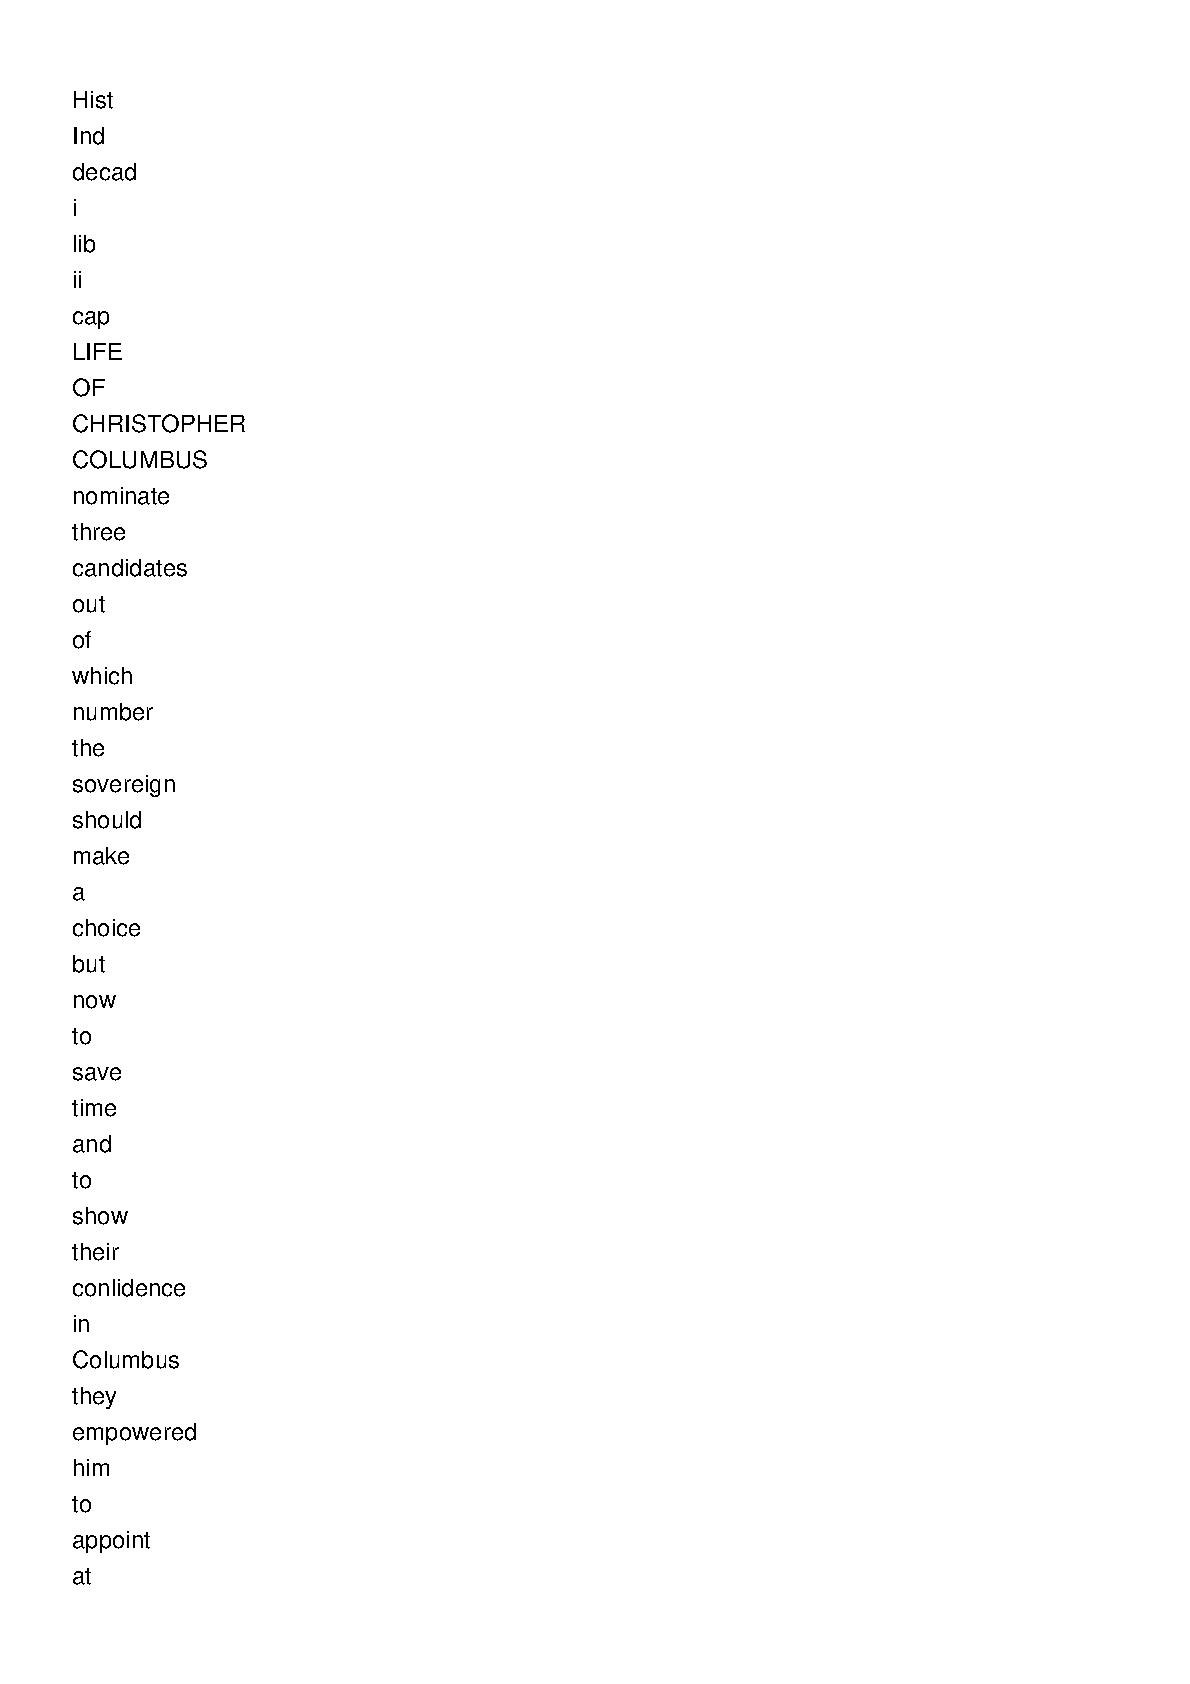 Hist
Ind
decad
i
lib
ii
cap
LIFE
OF
CHRISTOPHER
COLUMBUS
nominate
three
candidates
out
of
which
number
the
sovereign
should
make
a
choice
but
now
to
save
time
and
to
show
their
conlidence
in
Columbus
they
empowered
him
to
appoint
at